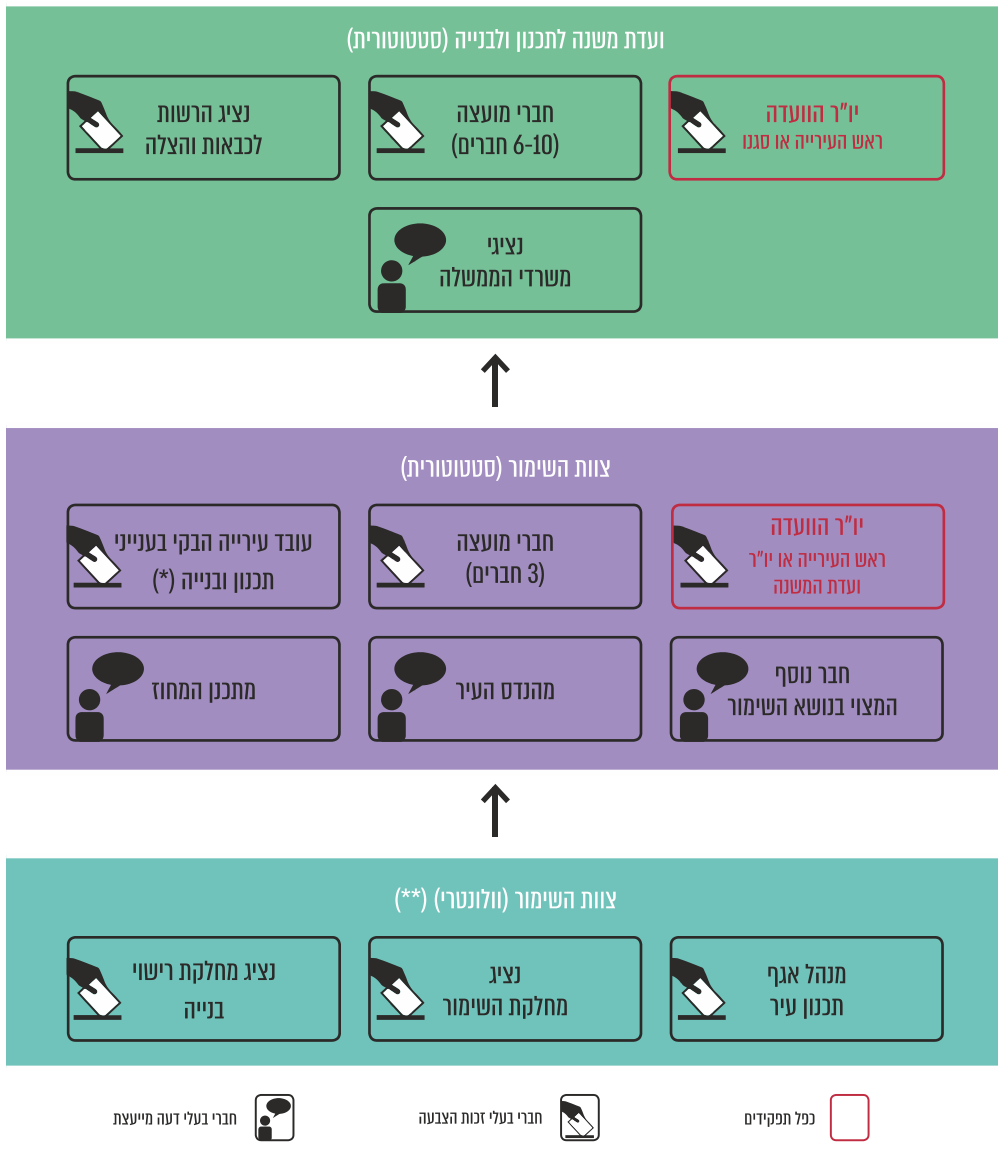 ועדת משנה לתכנון ולבנייה (סטטוטורית)
יו"ר הוועדה
ראש העירייה או סגנו
חברי מועצה
(6-10 חברים)
נציג הרשות
לכבאות והצלה
נציגי
משרדי הממשלה
צוות השימור (סטטוטורית)
יו"ר הוועדה
ראש העירייה או יו"ר
ועדת המשנה
חברי מועצה
(3 חברים)
עובד עירייה הבקי בענייני
תכנון ובנייה (*)
חבר נוסף
המצוי בנושא השימור
מהנדס העיר
מתכנן המחוז
צוות השימור (וולונטרי) (**)
מנהל אגף
תכנון עיר
נציג
מחלקת השימור
נציג מחלקת רישוי
בנייה
כפל תפקידים
חברי בעלי זכות הצבעה
חברי בעלי דעה מייעצת